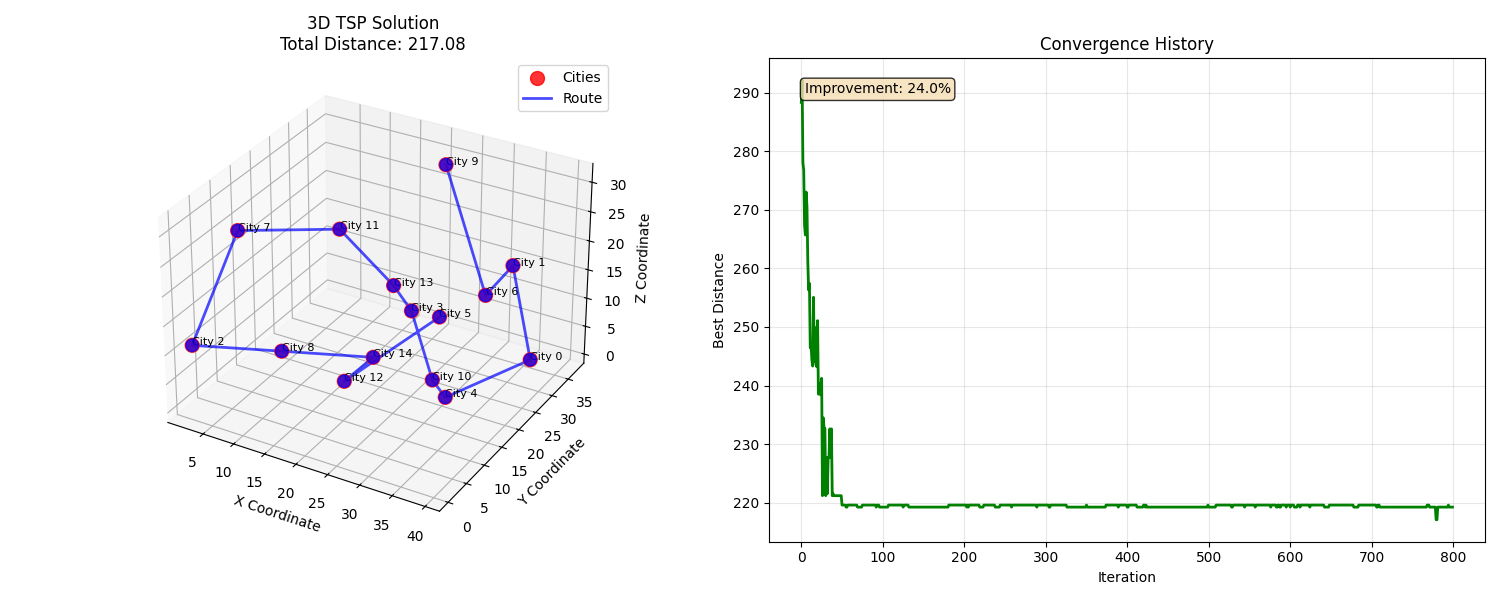 3D TSP Solution
Total Distance: 217.08
Cities
Route
City 9
City 7
City 11
City 1
City 13
City 6
City 3
City 5
City 2
City 8
City 14
City 0
City 12
City 10
City 4
30
25
20
15
10
5
0
Z Coordinate
5
10
15
20
25
30
35
40
X Coordinate
0
5
10
15
20
25
30
35
Y Coordinate
Convergence History
Improvement: 24.0%
290
280
270
260
250
240
230
220
Best Distance
0
100
200
300
400
500
600
700
800
Iteration